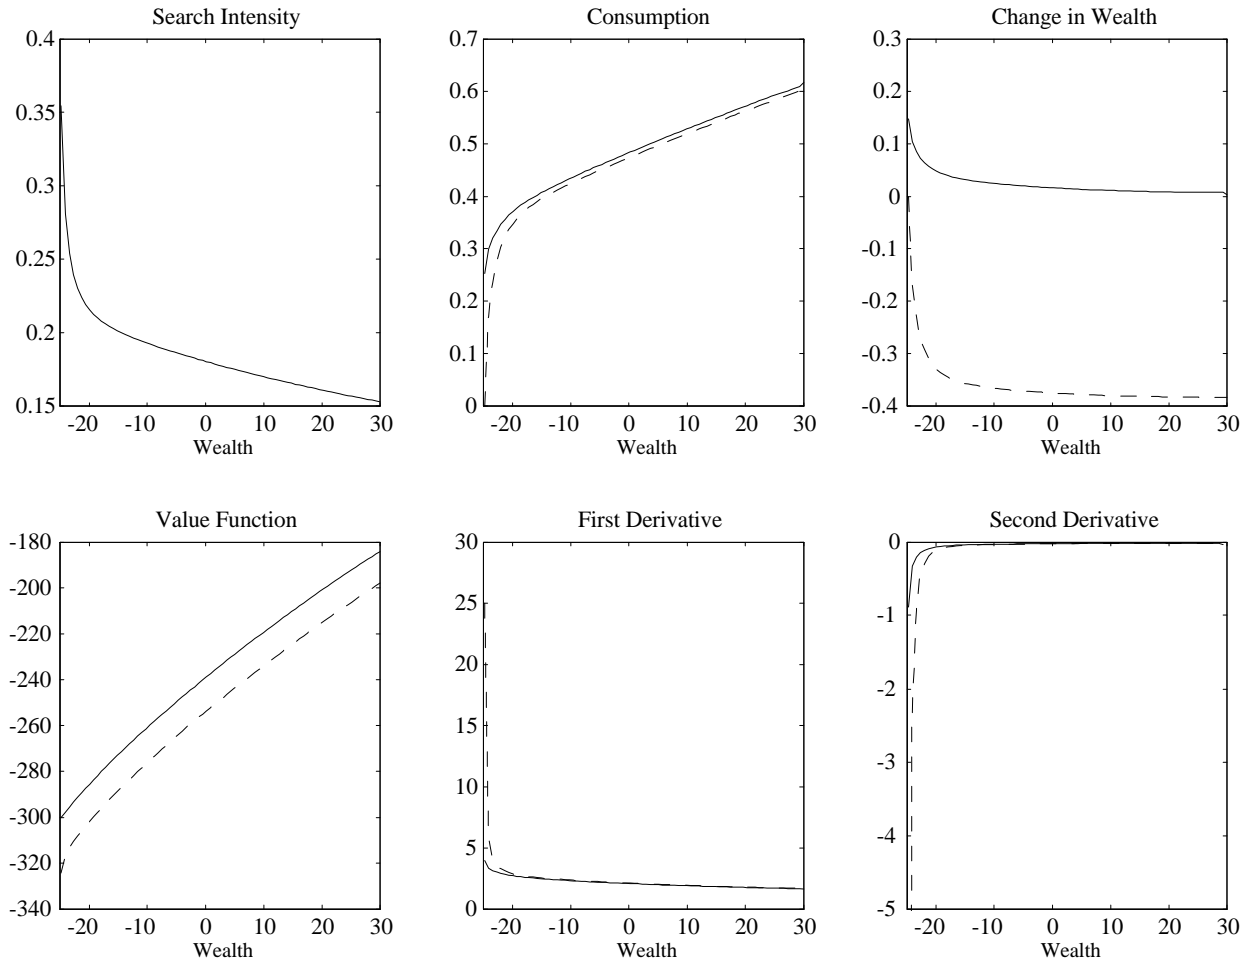 Search Intensity
0.4
0.35
0.3
0.25
0.2
0.15
-20 -10 0 10 20 30
Wealth
Consumption
0.7
0.6
0.5
0.4
0.3
0.2
0.1
0
-20 -10 0 10 20 30
Wealth
Change in Wealth
0.3
0.2
0.1
0
-0.1
-0.2
-0.3
-0.4
-20 -10 0 10 20 30
Wealth
Value Function
-180
-200
-220
-240
-260
-280
-300
-320
-340
-20 -10 0 10 20 30
Wealth
First Derivative
30
25
20
15
10
5
0
-20 -10 0 10 20 30
Wealth
Second Derivative
0
-1
-2
-3
-4
-5
-20 -10 0 10 20 30
Wealth